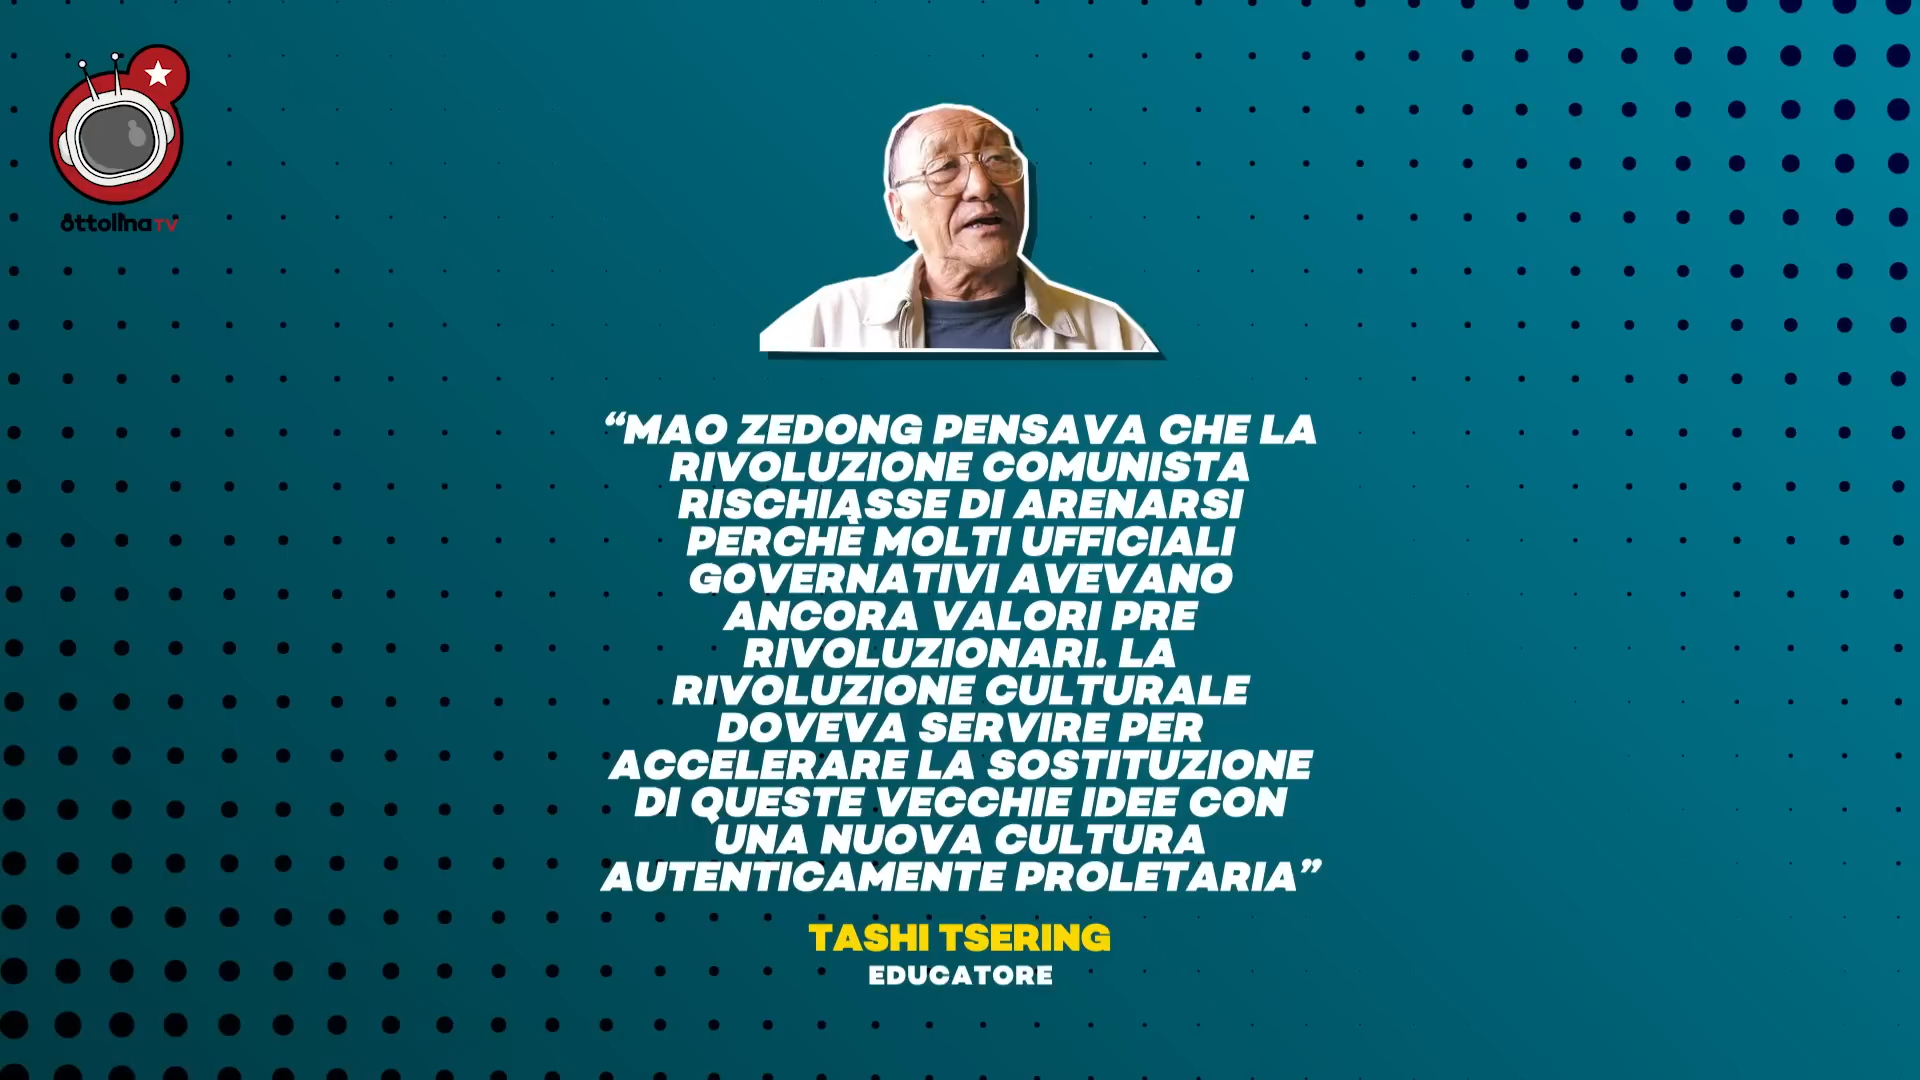 ottolina TV
“MAO ZEDONG PENSAVA CHE LA
RIVOLUZIONE COMUNISTA
RISCHIASSE DI ARENARSI
PERCHÈ MOLTI UFFICIALI
GOVERNATIVI AVEVANO
ANCORA VALORI PRE
RIVOLUZIONARI. LA
RIVOLUZIONE CULTURALE
DOVEVA SERVIRE PER
ACCELERARE LA SOSTITUZIONE
DI QUESTE VECCHIE IDEE CON
UNA NUOVA CULTURA
AUTENTICAMENTE PROLETARIA”
TASHI TSERING
EDUCATORE